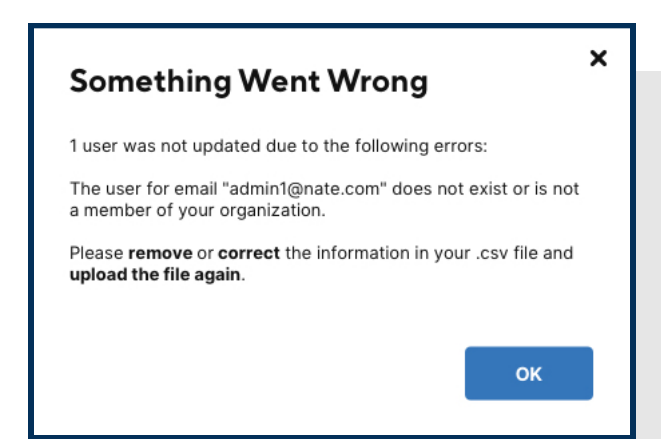 Something Went Wrong
1 user was not updated due to the following errors:
The user for email "admin1@nate.com" does not exist or is not
a member of your organization.
Please remove or correct the information in your .csv file and
upload the file again.
OK